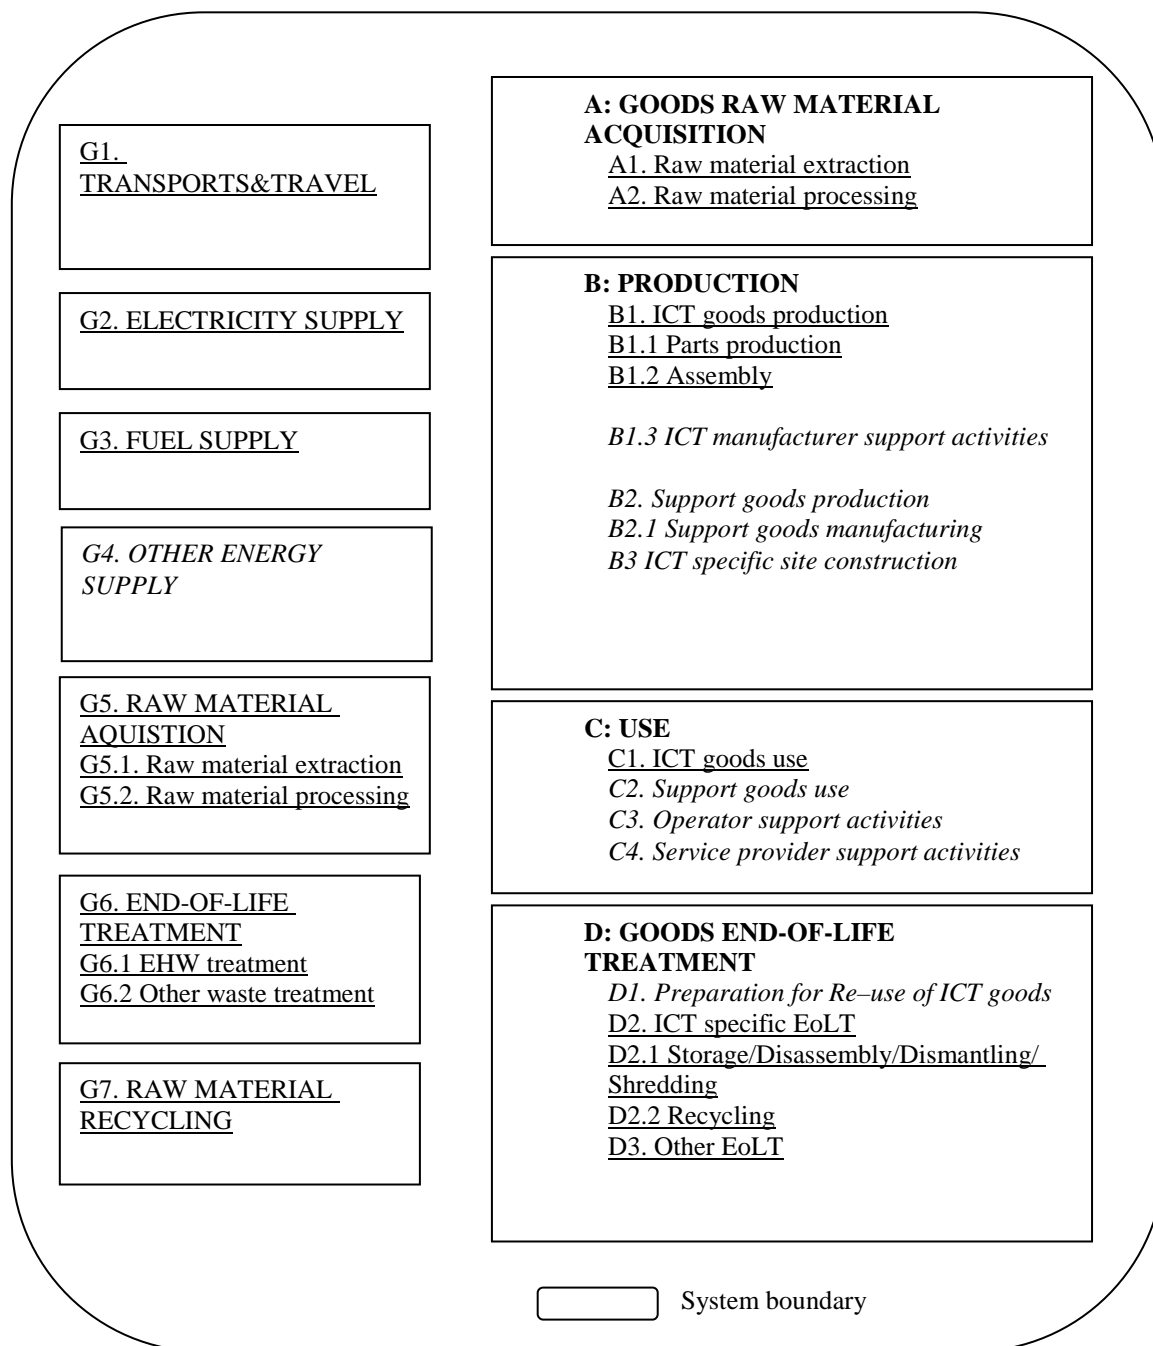 G1.
TRANSPORTS&TRAVEL
G2. ELECTRICITY SUPPLY
G3. FUEL SUPPLY
G4. OTHER ENERGY
SUPPLY
G5. RAW MATERIAL
AQUISTION
G5.1. Raw material extraction
G5.2. Raw material processing
G6. END-OF-LIFE
TREATMENT
G6.1 EHW treatment
G6.2 Other waste treatment
G7. RAW MATERIAL
RECYCLING
A: GOODS RAW MATERIAL
ACQUISITION
A1. Raw material extraction
A2. Raw material processing
B: PRODUCTION
B1. ICT goods production
B1.1 Parts production
B1.2 Assembly
B1.3 ICT manufacturer support activities
B2. Support goods production
B2.1 Support goods manufacturing
B3 ICT specific site construction
C: USE
C1. ICT goods use
C2. Support goods use
C3. Operator support activities
C4. Service provider support activities
D: GOODS END-OF-LIFE
TREATMENT
D1. Preparation for Re–use of ICT goods
D2. ICT specific EoLT
D2.1 Storage/Disassembly/Dismantling/
Shredding
D2.2 Recycling
D3. Other EoLT
System boundary